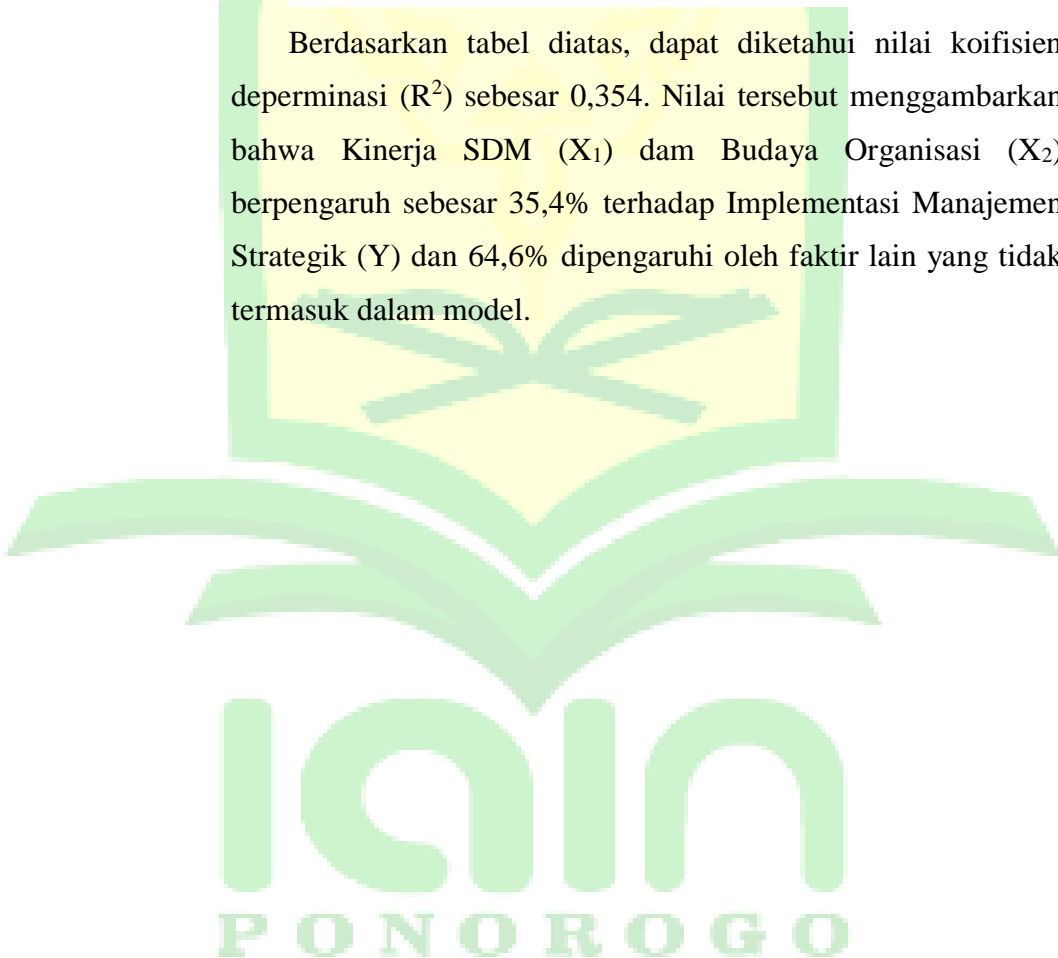 Berdasarkan tabel diatas, dapat diketahui nilai koifisien
deperminasi (R²) sebesar 0,354. Nilai tersebut menggambarkan
bahwa Kinerja SDM (X₁) dam Budaya Organisasi (X₂)
berpengaruh sebesar 35,4% terhadap Implementasi Manajemen
Strategik (Y) dan 64,6% dipengaruhi oleh faktir lain yang tidak
termasuk dalam model.
iain
PONOROGO